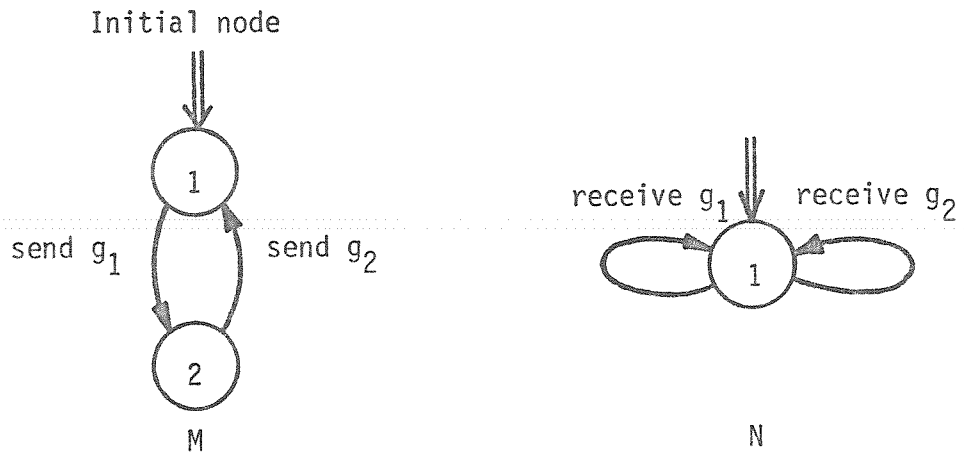 Initial node
1
receive g1 receive g2
send g1 send g2
1
2
M N